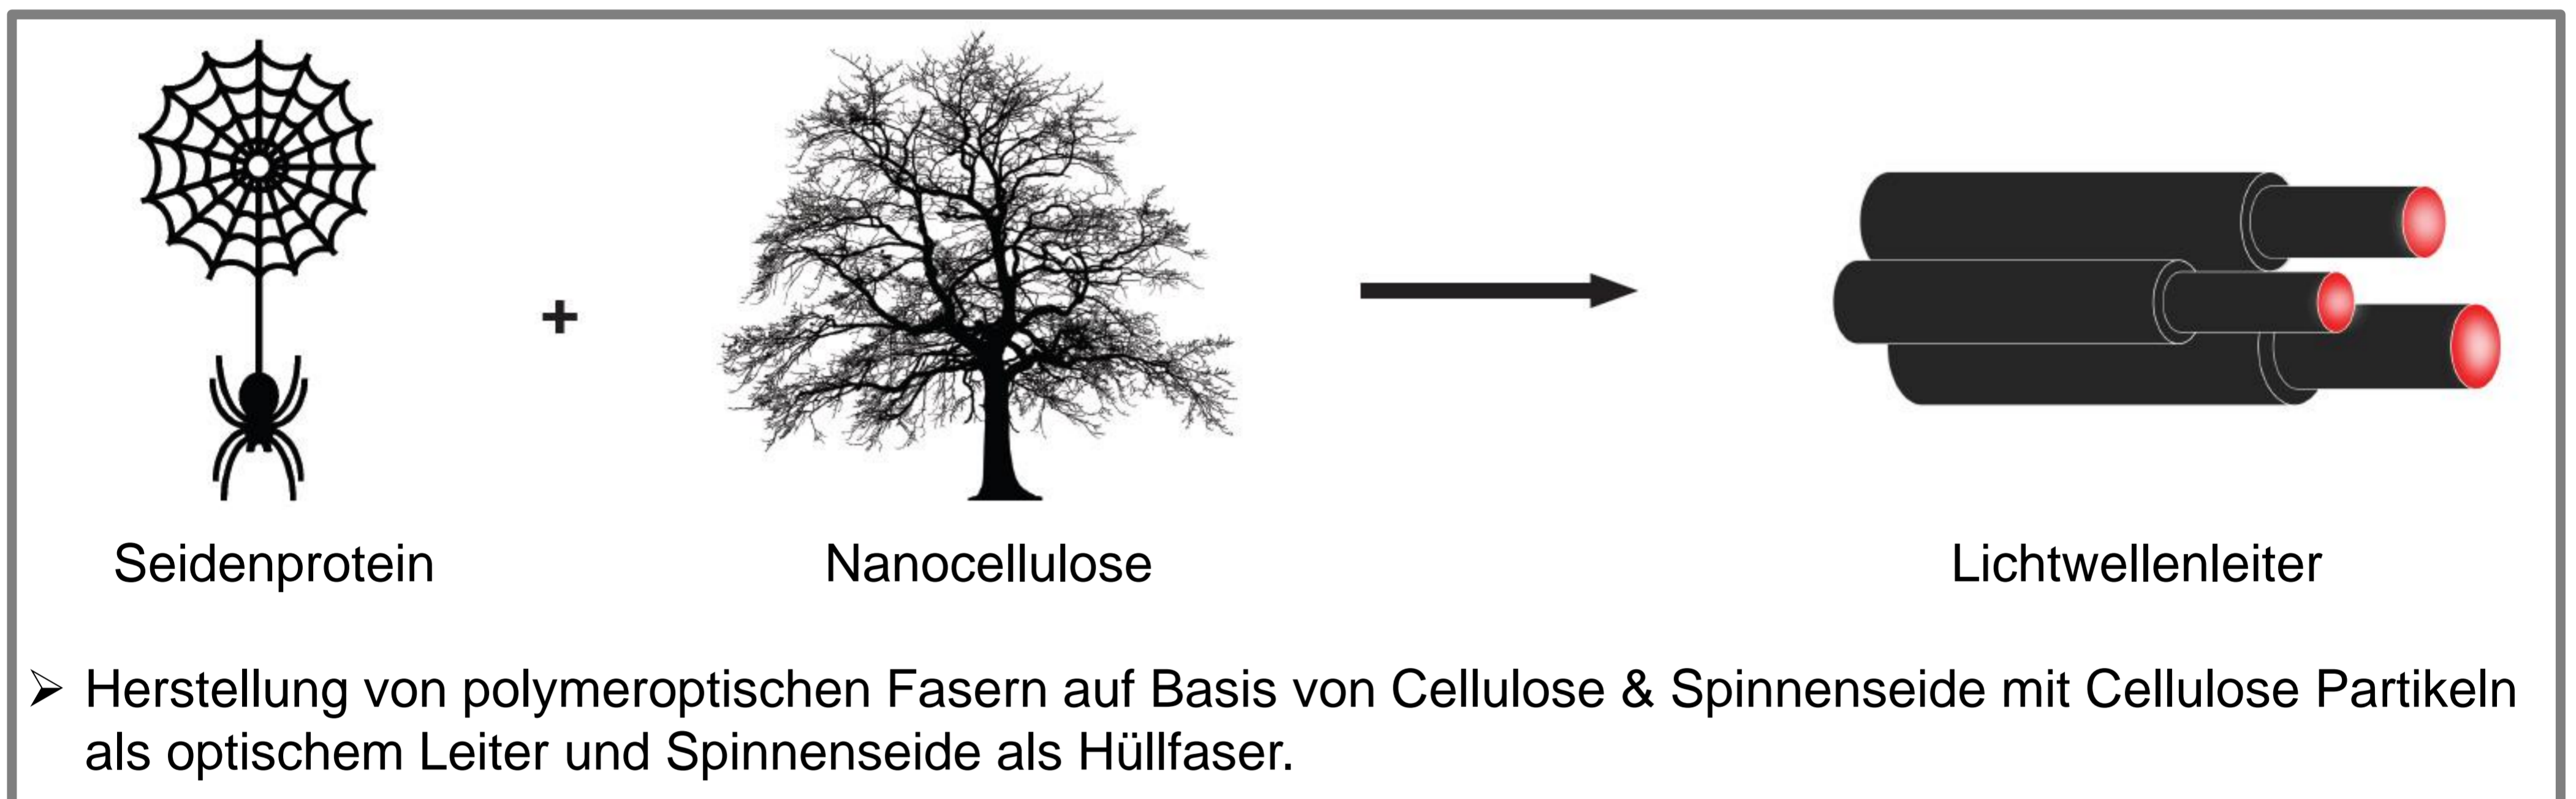 +
Seidenprotein
Nanocellulose
Lichtwellenleiter
➢ Herstellung von polymeroptischen Fasern auf Basis von Cellulose & Spinnenseide mit Cellulose Partikeln
als optischem Leiter und Spinnenseide als Hüllfaser.